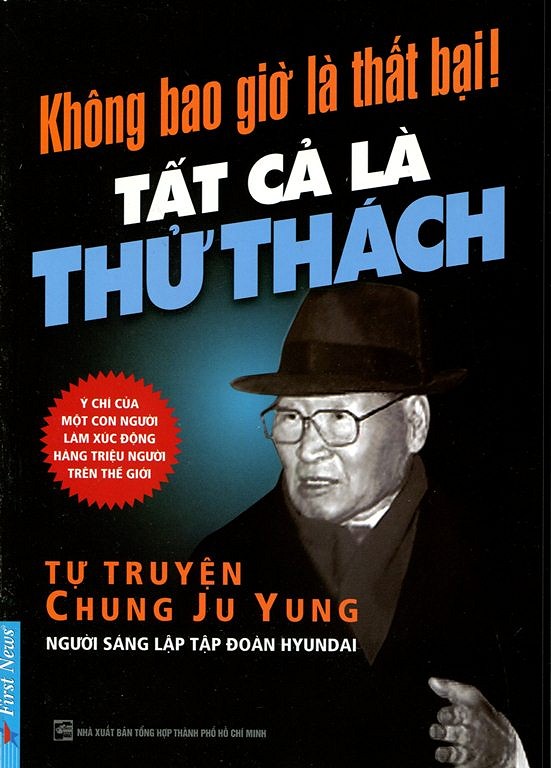 Không bao giờ là thất bại!
TẤT CẢ LÀ
THỬ THÁCH
Ý CHÍ CỦA
MỘT CON NGƯỜI
LÀM XÚC ĐỘNG
HÀNG TRIỆU NGƯỜI
TRÊN THẾ GIỚI
TỰ TRUYỆN
CHUNG JU YUNG
NGƯỜI SÁNG LẬP TẬP ĐOÀN HYUNDAI
First News
NHÀ XUẤT BẢN TỔNG HỢP THÀNH PHỐ HỒ CHÍ MINH